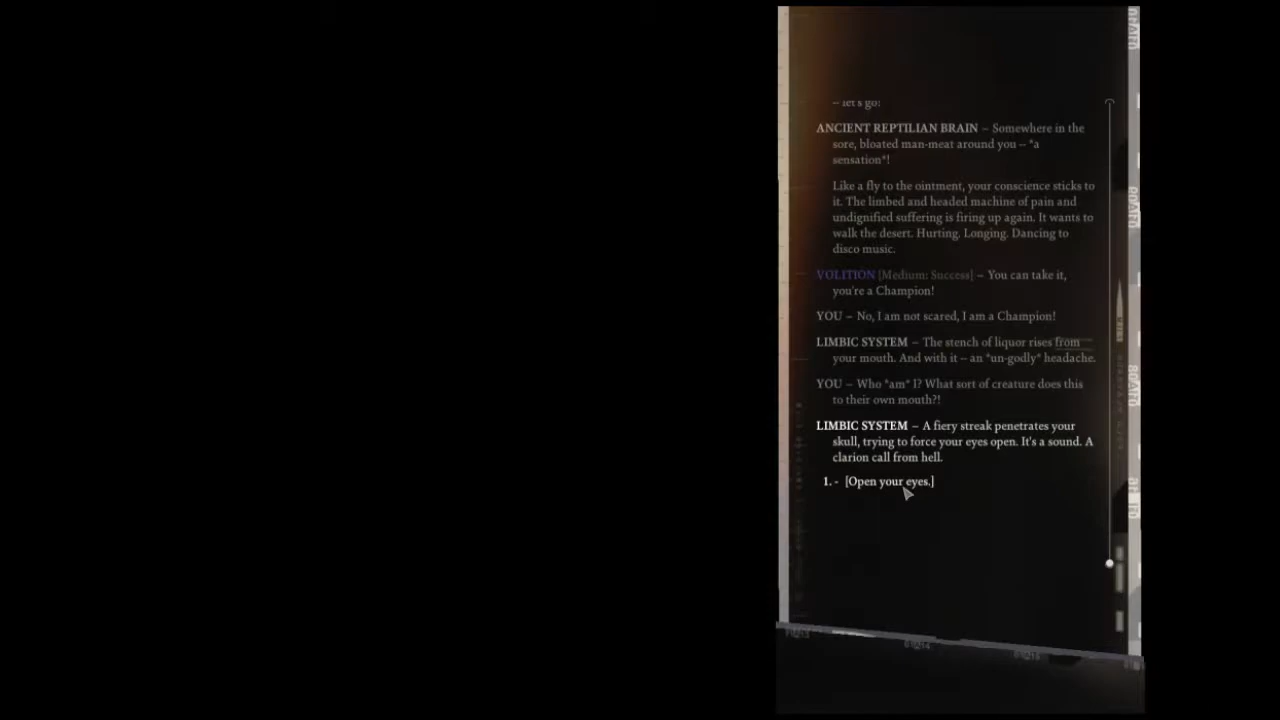 – let's go!
ANCIENT REPTILIAN BRAIN – Somewhere in the
sore, bloated man-meat around you – *a
sensation*!
Like a fly to the ointment, your conscience sticks to
it. The limbed and headed machine of pain and
undignified suffering is firing up again. It wants to
walk the desert. Hurting. Longing. Dancing to
disco music.
VOLITION [Medium: Success] – You can take it,
you're a Champion!
YOU – No, I am not scared, I am a Champion!
LIMBIC SYSTEM – The stench of liquor rises from
your mouth. And with it – an *un-godly* headache.
YOU – Who *am* I? What sort of creature does this
to their own mouth?!
LIMBIC SYSTEM – A fiery streak penetrates your
skull, trying to force your eyes open. It's a sound. A
clarion call from hell.
1. - [Open your eyes.]